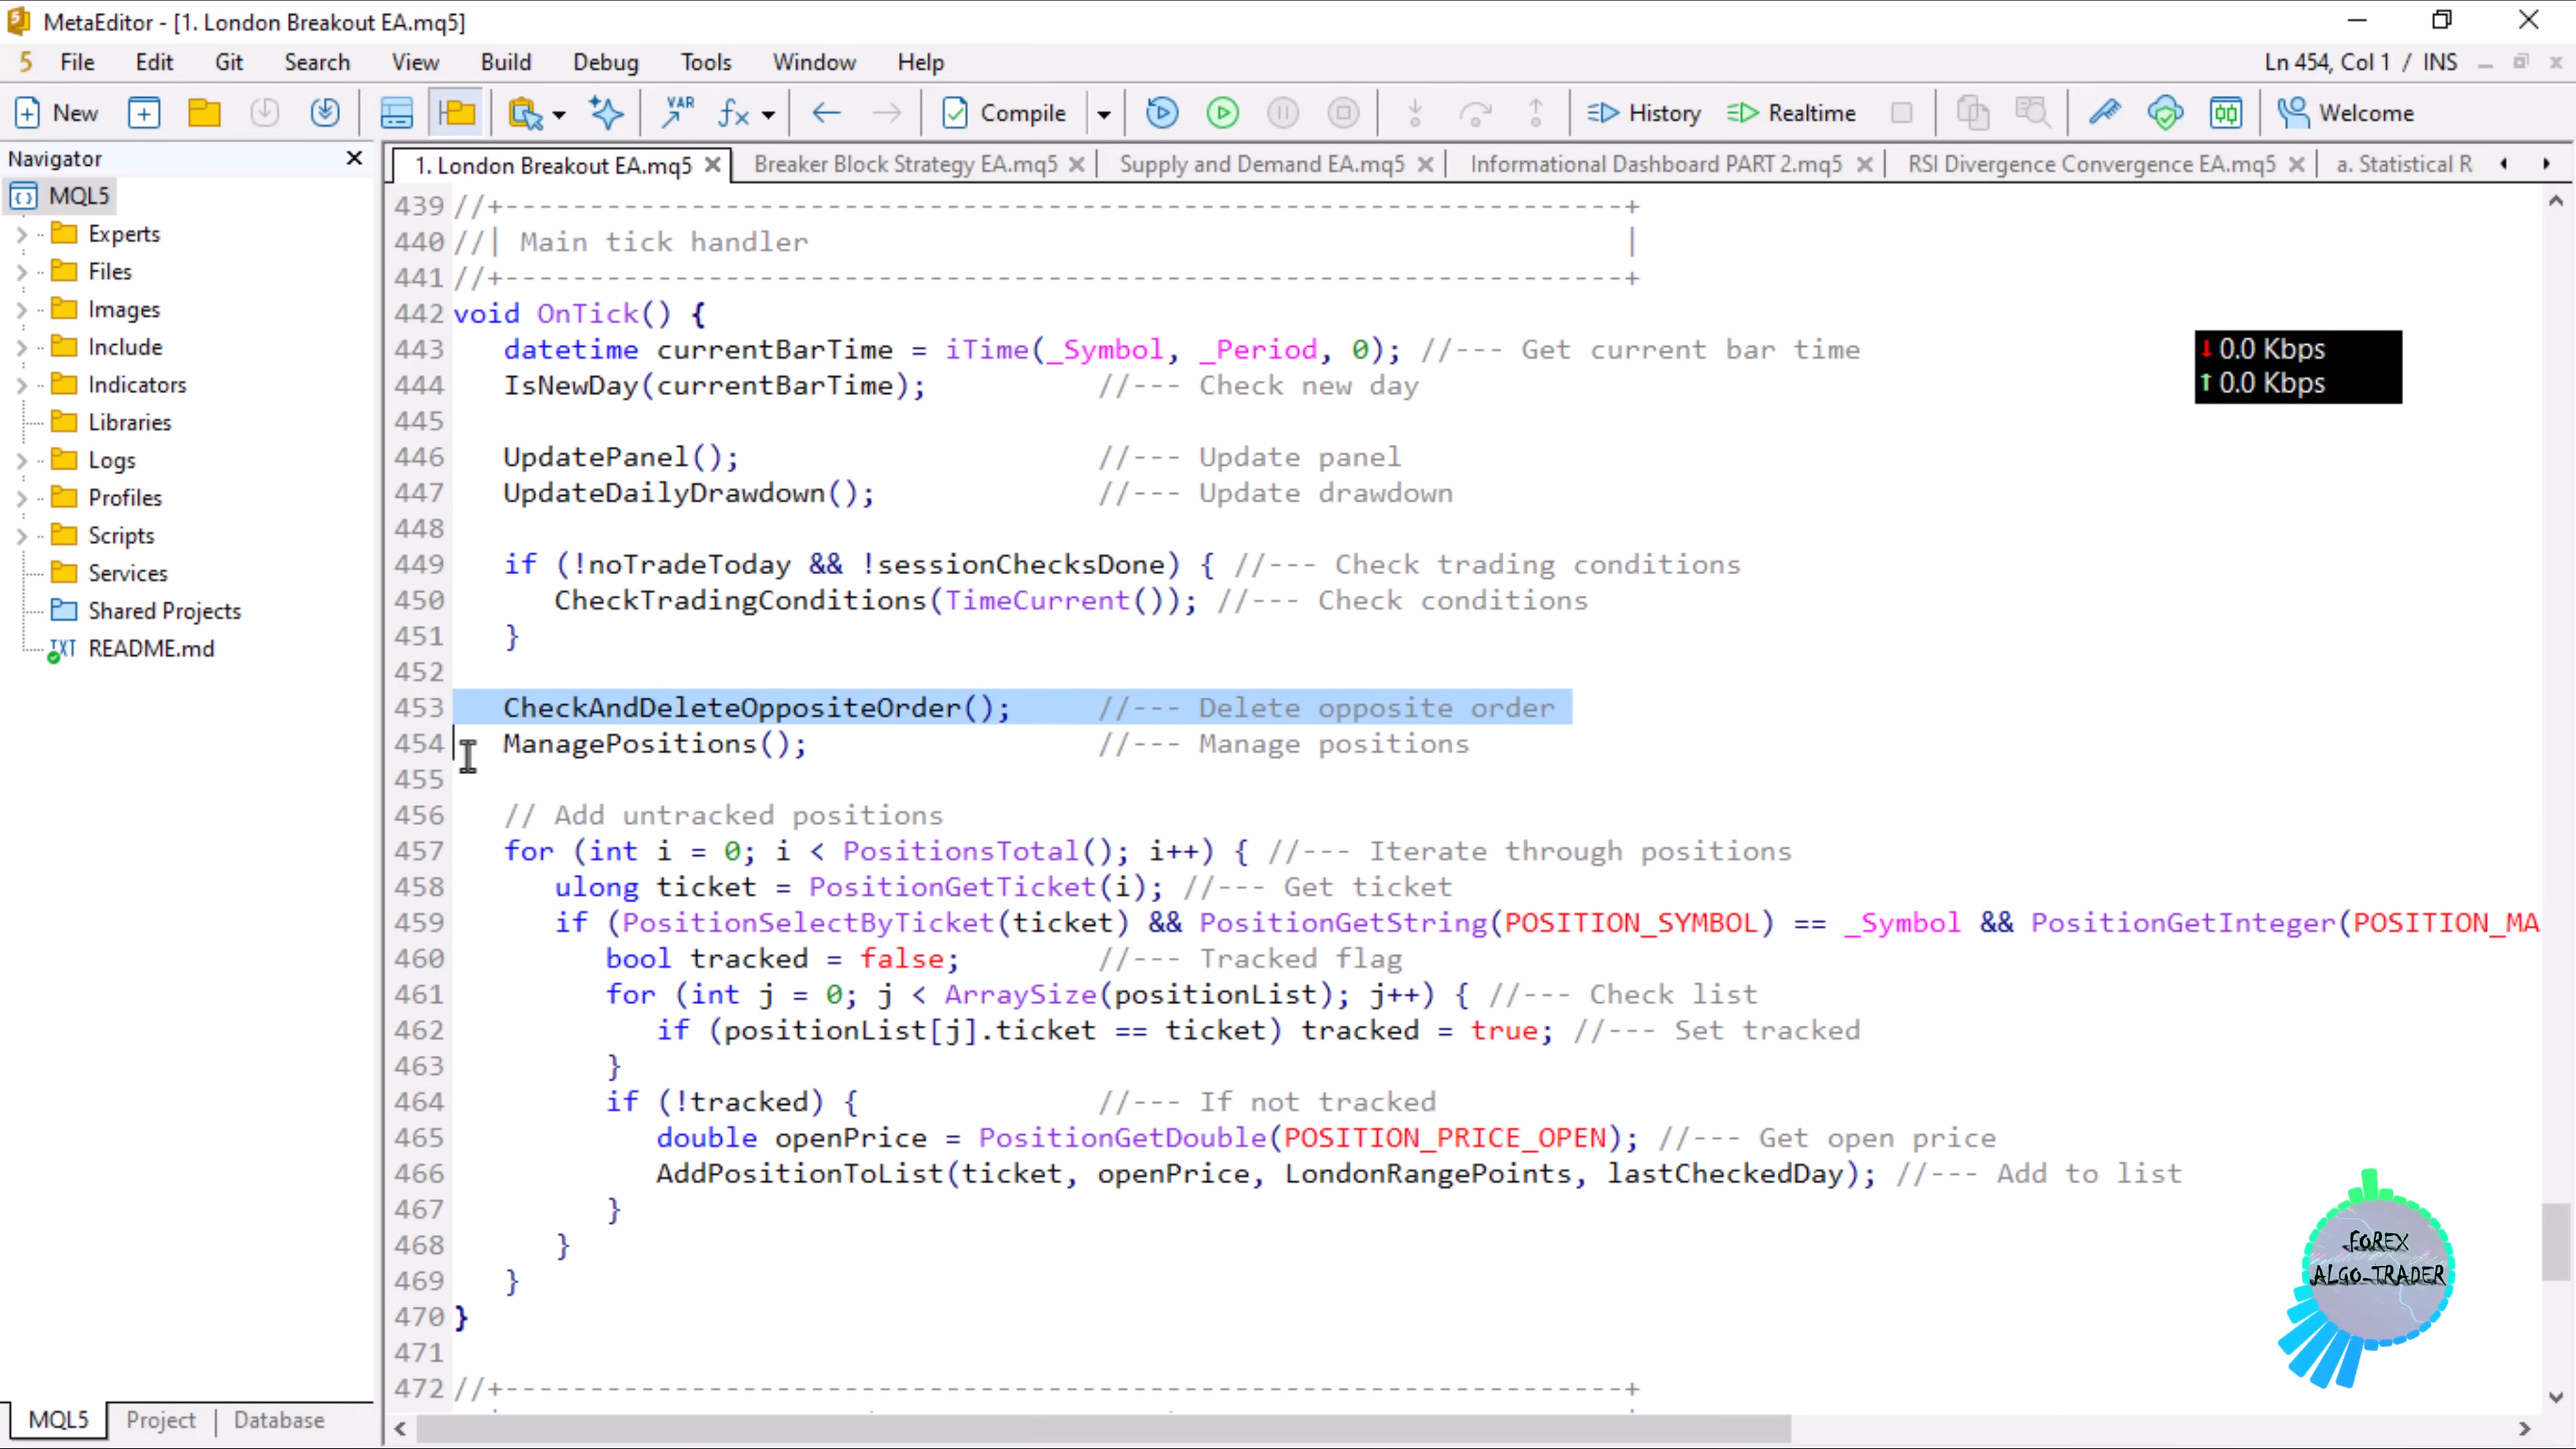 MetaEditor - [1. London Breakout EA.mq5]
5 File Edit Git Search View Build Debug Tools Window Help Ln 454, Col 1 / INS
New VAR fx Compile History Realtime Welcome
Navigator
1. London Breakout EA.mq5 Breaker Block Strategy EA.mq5 Supply and Demand EA.mq5 Informational Dashboard PART 2.mq5 RSI Divergence Convergence EA.mq5 a. Statistical R
MQL5
Experts
Files
Images
Include
Indicators
Libraries
Logs
Profiles
Scripts
Services
Shared Projects
TXT README.md
439 //+------------------------------------------------------------------+
440 //| Main tick handler |
441 //+------------------------------------------------------------------+
442 void OnTick() {
443 datetime currentBarTime = iTime(_Symbol, _Period, 0); //--- Get current bar time
444 IsNewDay(currentBarTime); //--- Check new day
445
446 UpdatePanel(); //--- Update panel
447 UpdateDailyDrawdown(); //--- Update drawdown
448
449 if (!noTradeToday && !sessionChecksDone) { //--- Check trading conditions
450 CheckTradingConditions(TimeCurrent()); //--- Check conditions
451 }
452
453 CheckAndDeleteOppositeOrder(); //--- Delete opposite order
454 ManagePositions(); //--- Manage positions
455
456 // Add untracked positions
457 for (int i = 0; i < PositionsTotal(); i++) { //--- Iterate through positions
458 ulong ticket = PositionGetTicket(i); //--- Get ticket
459 if (PositionSelectByTicket(ticket) && PositionGetString(POSITION_SYMBOL) == _Symbol && PositionGetInteger(POSITION_MA
460 bool tracked = false; //--- Tracked flag
461 for (int j = 0; j < ArraySize(positionList); j++) { //--- Check list
462 if (positionList[j].ticket == ticket) tracked = true; //--- Set tracked
463 }
464 if (!tracked) { //--- If not tracked
465 double openPrice = PositionGetDouble(POSITION_PRICE_OPEN); //--- Get open price
466 AddPositionToList(ticket, openPrice, LondonRangePoints, lastCheckedDay); //--- Add to list
467 }
468 }
469 }
470 }
471
472 //+------------------------------------------------------------------+
↓ 0.0 Kbps
↑ 0.0 Kbps
FOREX
ALGO-TRADER
MQL5 Project Database